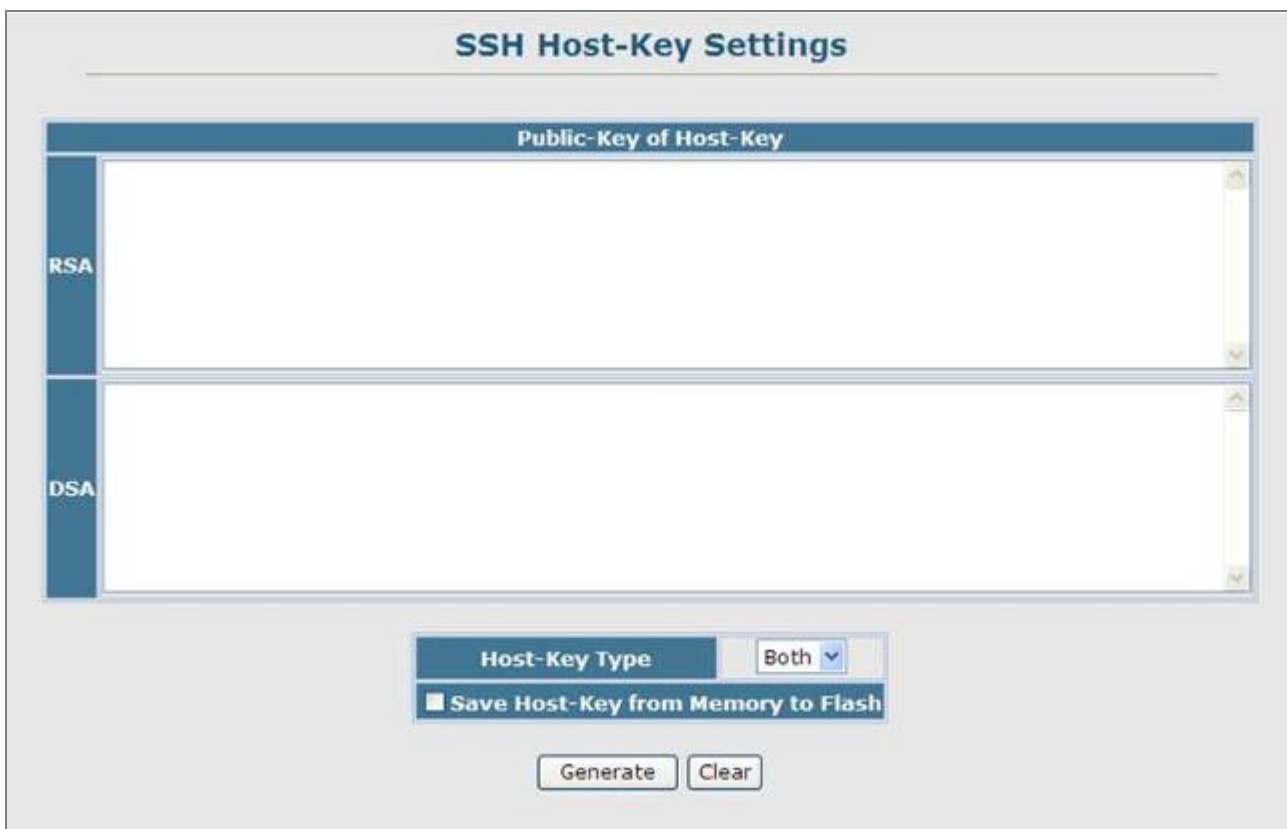 SSH Host-Key Settings
Public-Key of Host-Key
RSA
DSA
Host-Key Type Both
Save Host-Key from Memory to Flash
Generate Clear